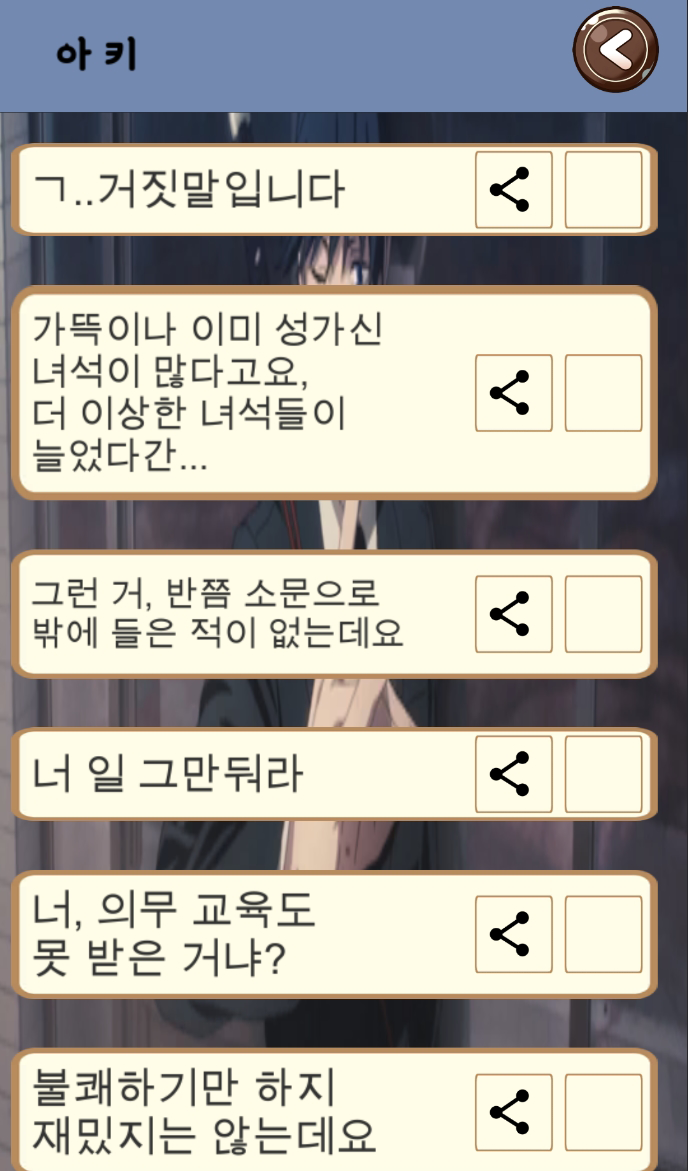 아 키
ㄱ..거짓말입니다
가뜩이나 이미 성가신
녀석이 많다고요,
더 이상한 녀석들이
늘었다간...
그런 거, 반쯤 소문으로
밖에 들은 적이 없는데요
너 일 그만둬라
너, 의무 교육도
못 받은 거냐?
불쾌하기만 하지
재밌지는 않는데요